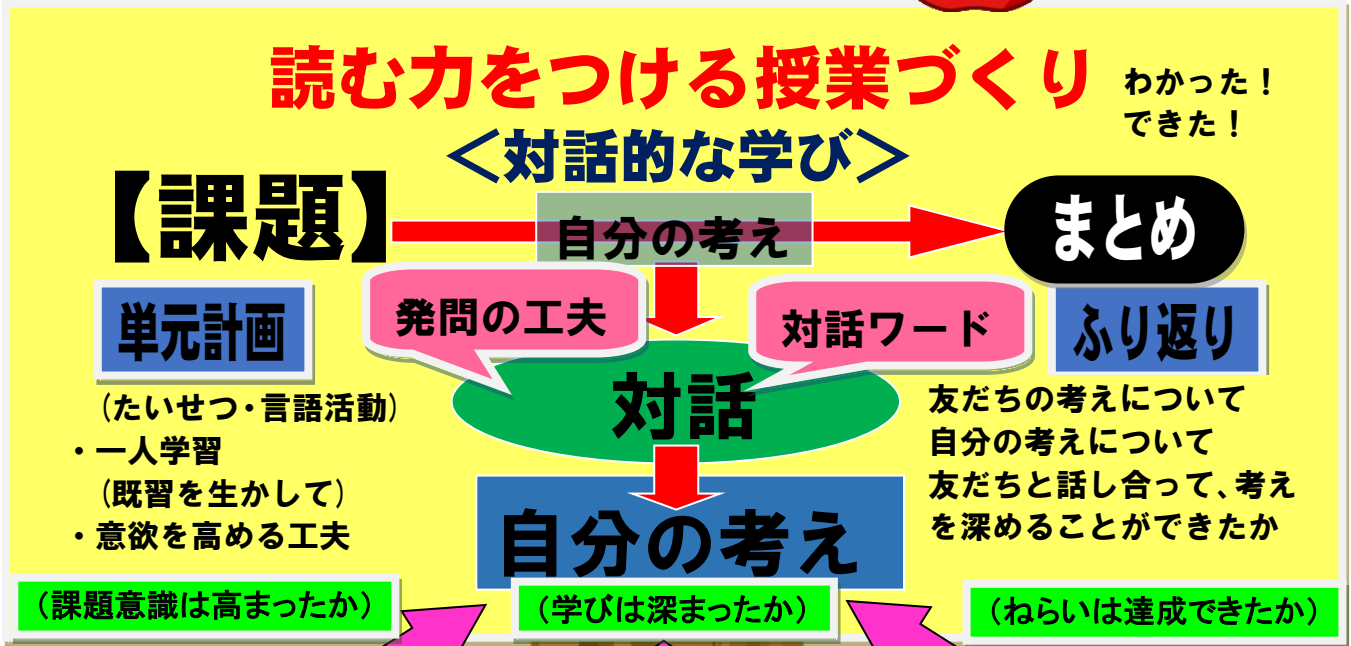 読む力をつける授業づくり
わかった！
できた！
＜対話的な学び＞
【課題】
自分の考え
まとめ
単元計画
発問の工夫
対話ワード
ふり返り
対話
（たいせつ・言語活動）
・一人学習
（既習を生かして）
・意欲を高める工夫
友だちの考えについて
自分の考えについて
友だちと話し合って、考え
を深めることができたか
自分の考え
（課題意識は高まったか）
（学びは深まったか）
（ねらいは達成できたか）